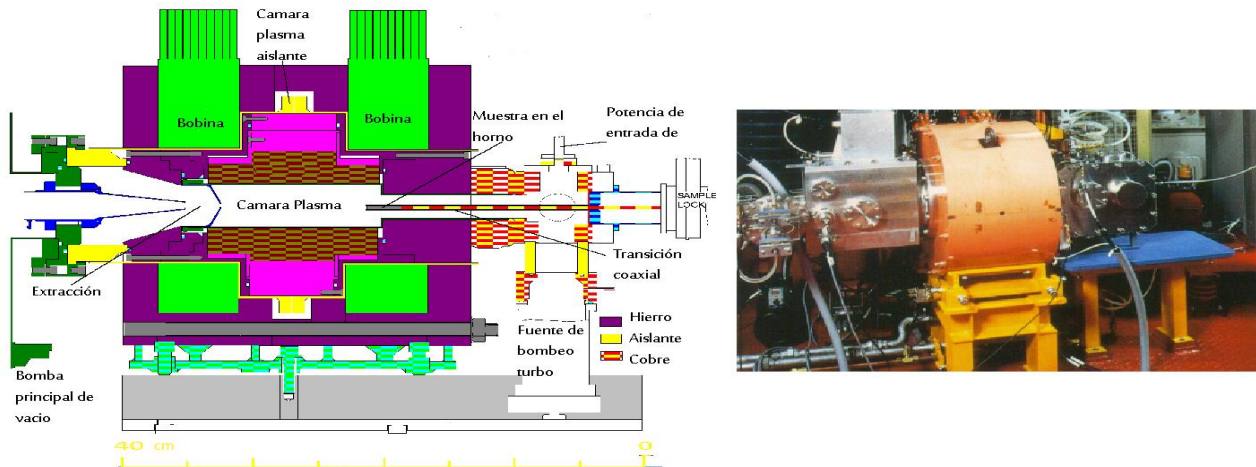 Camara
plasma
aislante
Bobina
Bobina
Muestra en el
horno
Potencia de
entrada de
SAMPLE
LOCK
Camara Plasma
Extracción
Transición
coaxial
Hierro
Aislante
Cobre
Fuente de
bombeo
turbo
Bomba
principal de
vacio
40 cm
0